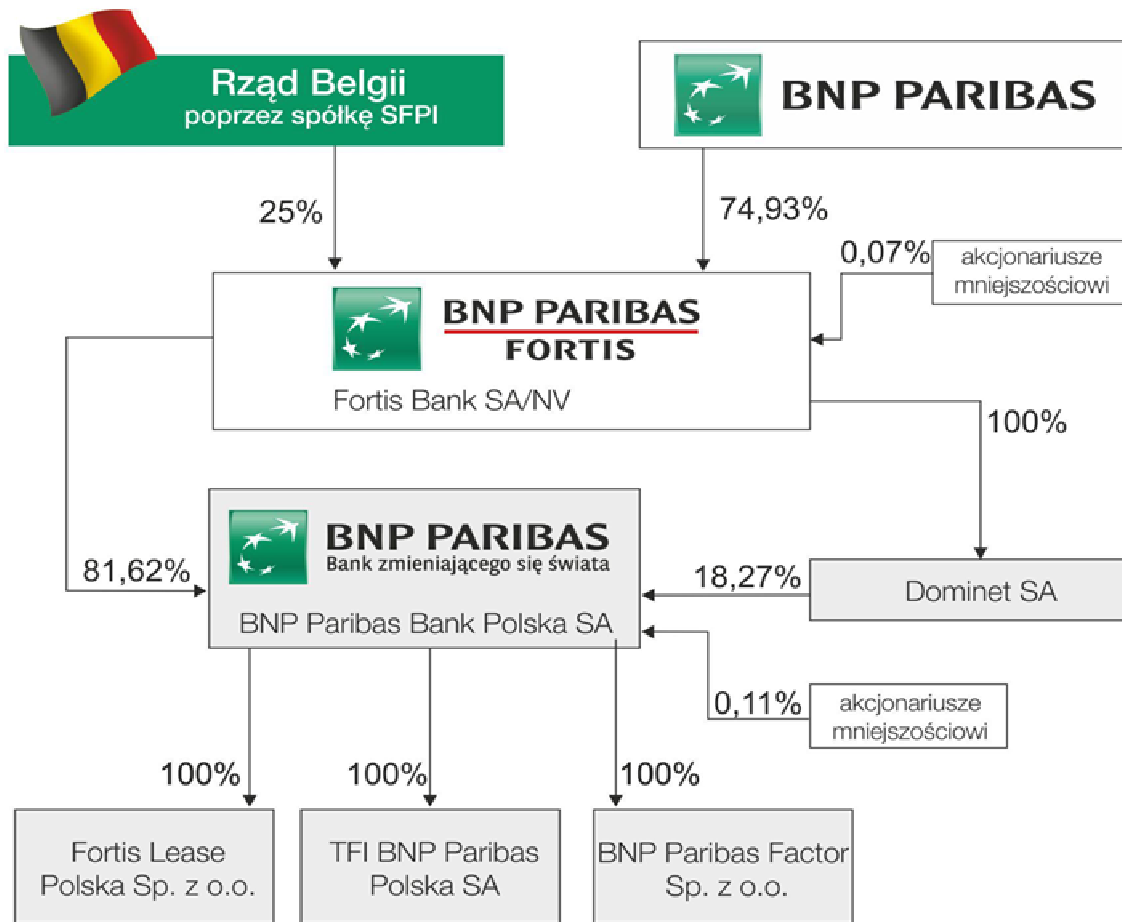 Rząd Belgii
poprzez spółkę SFPI
BNP PARIBAS
25%
74,93%
0,07%
akcjonariusze
mniejszościowi
BNP PARIBAS
FORTIS
Fortis Bank SA/NV
100%
BNP PARIBAS
Bank zmieniającego się świata
BNP Paribas Bank Polska SA
81,62%
18,27%
Dominet SA
0,11%
akcjonariusze
mniejszościowi
100%
100%
100%
Fortis Lease
Polska Sp. z o.o.
TFI BNP Paribas
Polska SA
BNP Paribas Factor
Sp. z o.o.